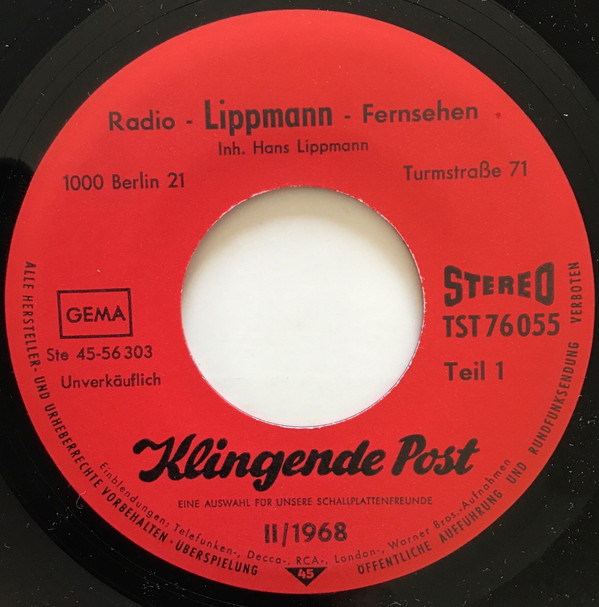 Radio - Lippmann - Fernsehen
Inh. Hans Lippmann
1000 Berlin 21
Turmstraße 71
GEMA
Ste 45-56 303
Unverkäuflich
STEREO
TST 76 055
Teil 1
Klingende Post
EINE AUSWAHL FÜR UNSERE SCHALLPLATTENFREUNDE
II/1968
Einblendungen: Telefunken-, Decca-, RCA-, London-, Warner Bros.-Aufnahmen
45
ALLE HERSTELLER- UND URHEBERRECHTE VORBEHALTEN · ÜBERSPIELUNG
ÖFFENTLICHE AUFFÜHRUNG UND RUNDFUNKSENDUNG VERBOTEN